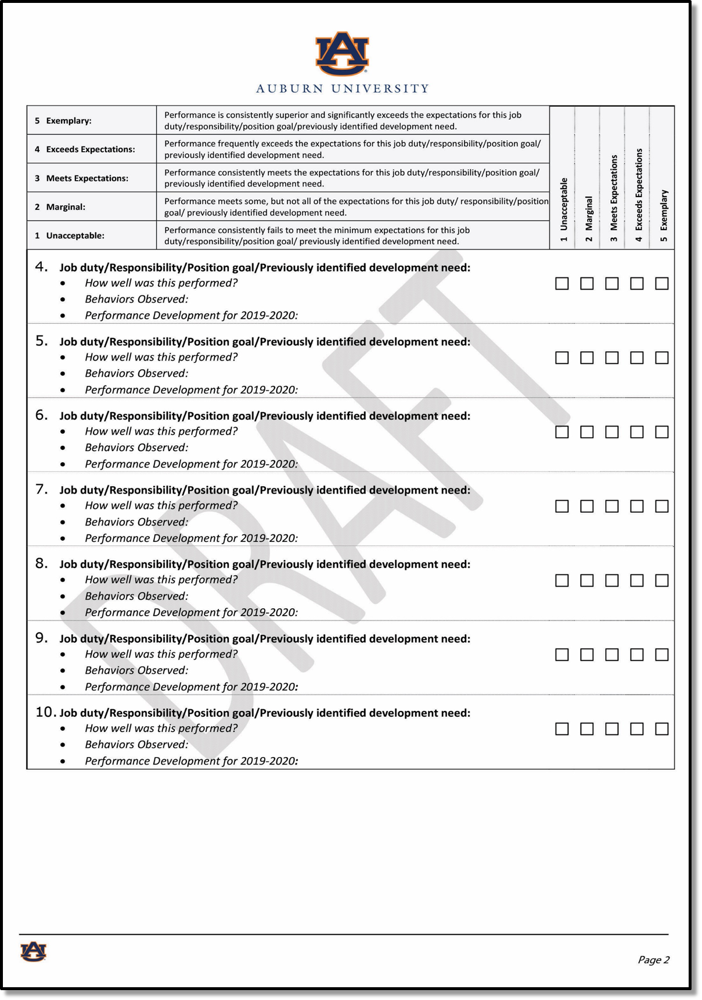 AUBURN UNIVERSITY
5 Exemplary:
Performance is consistently superior and significantly exceeds the expectations for this job
duty/responsibility/position goal/previously identified development need.
4 Exceeds Expectations:
Performance frequently exceeds the expectations for this job duty/responsibility/position goal/
previously identified development need.
3 Meets Expectations:
Performance consistently meets the expectations for this job duty/responsibility/position goal/
previously identified development need.
2 Marginal:
Performance meets some, but not all of the expectations for this job duty/ responsibility/position
goal/ previously identified development need.
1 Unacceptable:
Performance consistently fails to meet the minimum expectations for this job
duty/responsibility/position goal/ previously identified development need.
1 Unacceptable
2 Marginal
3 Meets Expectations
4 Exceeds Expectations
5 Exemplary
4. Job duty/Responsibility/Position goal/Previously identified development need:
• How well was this performed?
• Behaviors Observed:
• Performance Development for 2019-2020:
5. Job duty/Responsibility/Position goal/Previously identified development need:
• How well was this performed?
• Behaviors Observed:
• Performance Development for 2019-2020:
6. Job duty/Responsibility/Position goal/Previously identified development need:
• How well was this performed?
• Behaviors Observed:
• Performance Development for 2019-2020:
7. Job duty/Responsibility/Position goal/Previously identified development need:
• How well was this performed?
• Behaviors Observed:
• Performance Development for 2019-2020:
8. Job duty/Responsibility/Position goal/Previously identified development need:
• How well was this performed?
• Behaviors Observed:
• Performance Development for 2019-2020:
9. Job duty/Responsibility/Position goal/Previously identified development need:
• How well was this performed?
• Behaviors Observed:
• Performance Development for 2019-2020:
10. Job duty/Responsibility/Position goal/Previously identified development need:
• How well was this performed?
• Behaviors Observed:
• Performance Development for 2019-2020:
DRAFT
Page 2